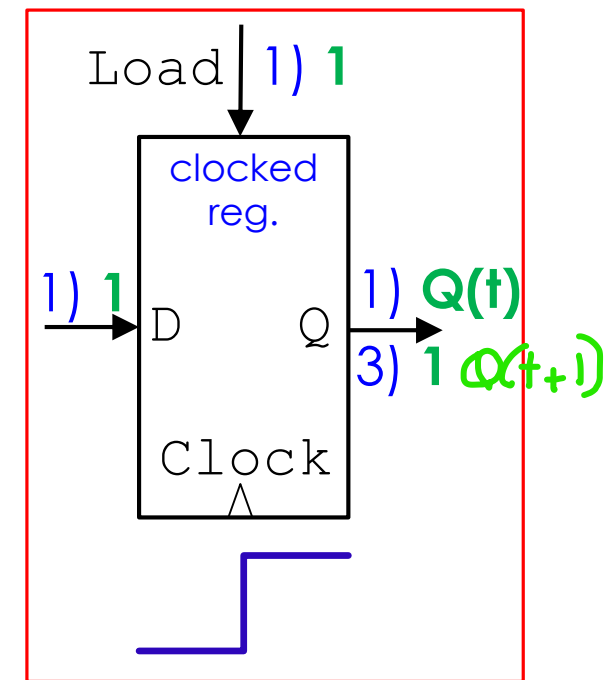 Load 1) 1
clocked
reg.
1) 1
D
Q
1) Q(t)
3) 1 Q(t+1)
Clock